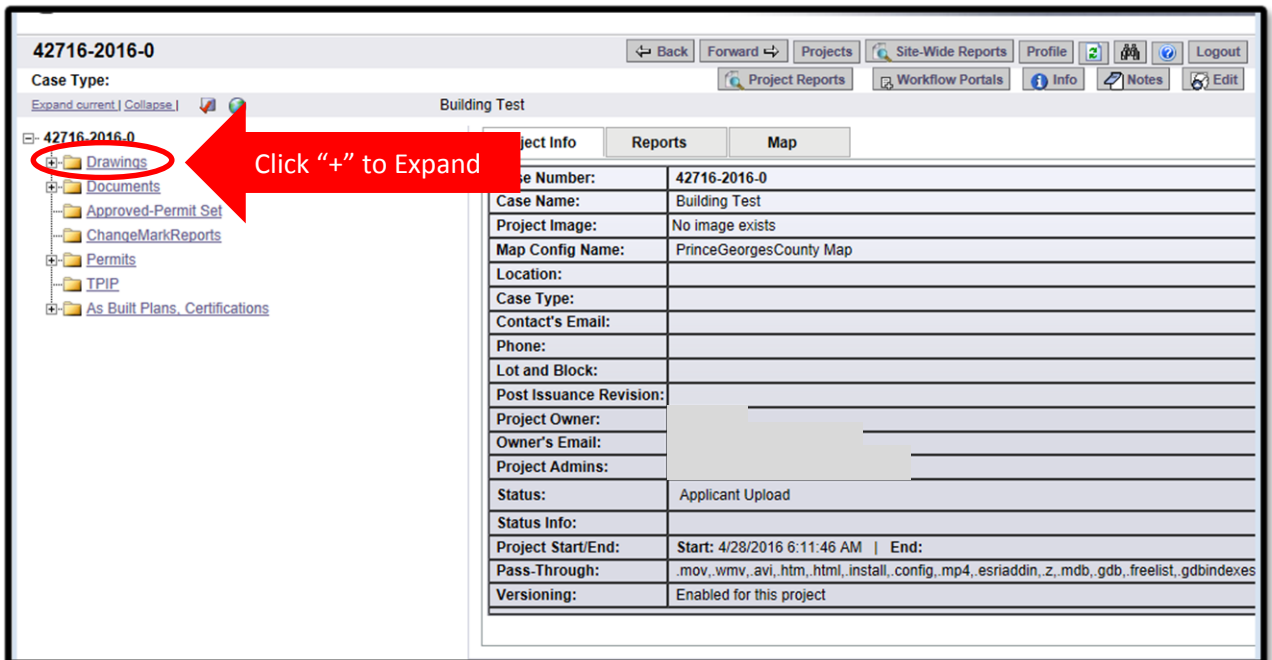 42716-2016-0
Back Forward Projects Site-Wide Reports Profile Logout
Case Type:
Project Reports Workflow Portals Info Notes Edit
Expand current | Collapse |
Building Test
42716-2016-0
Drawings
Documents
Approved-Permit Set
ChangeMarkReports
Permits
TPIP
As Built Plans, Certifications
Click “+” to Expand
ject Info Reports Map
se Number: 42716-2016-0
Case Name: Building Test
Project Image: No image exists
Map Config Name: PrinceGeorgesCounty Map
Location:
Case Type:
Contact's Email:
Phone:
Lot and Block:
Post Issuance Revision:
Project Owner:
Owner's Email:
Project Admins:
Status: Applicant Upload
Status Info:
Project Start/End: Start: 4/28/2016 6:11:46 AM | End:
Pass-Through: .mov,.wmv,.avi,.htm,.html,.install,.config,.mp4,.esriaddin,.z,.mdb,.gdb,.freelist,.gdbindexes
Versioning: Enabled for this project